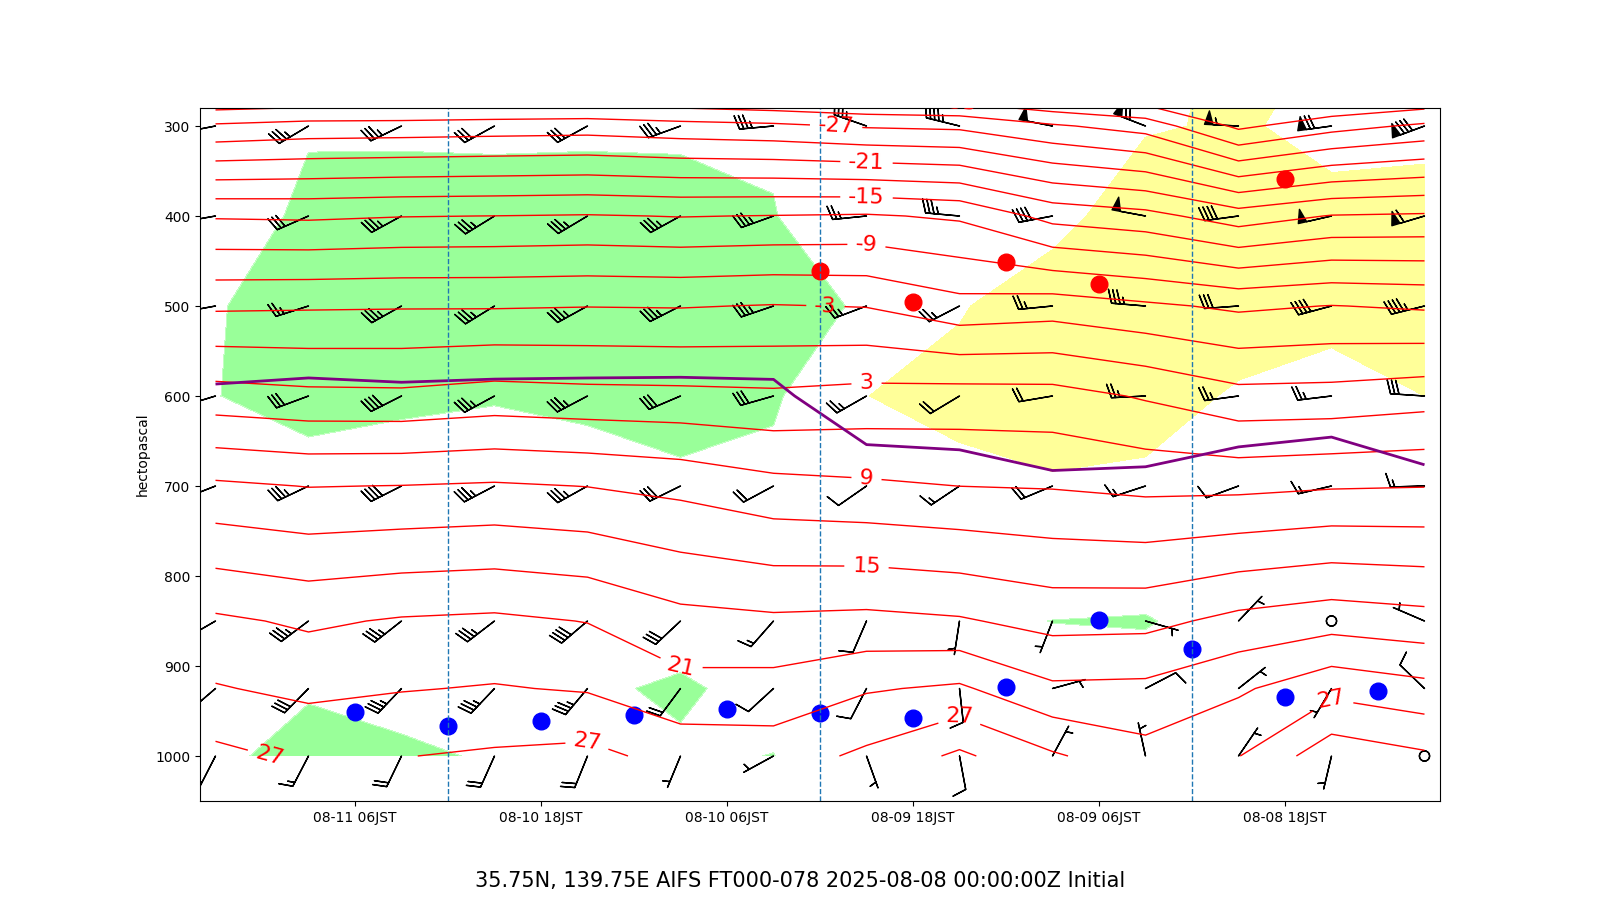 300
-27
-21
-15
400
-9
500
-3
3
600
hectopascal
700
9
800
15
900
21
27
27
27
27
1000
08-11 06JST
08-10 18JST
08-10 06JST
08-09 18JST
08-09 06JST
08-08 18JST
35.75N, 139.75E AIFS FT000-078 2025-08-08 00:00:00Z Initial